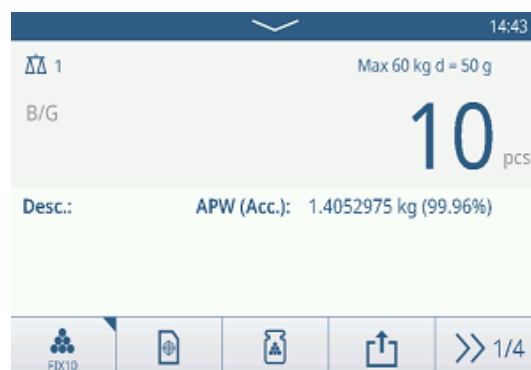 14:43
1 Max 60 kg d = 50 g
B/G
10 pcs
Desc.: APW (Acc.): 1.4052975 kg (99.96%)
FIX10
1/4